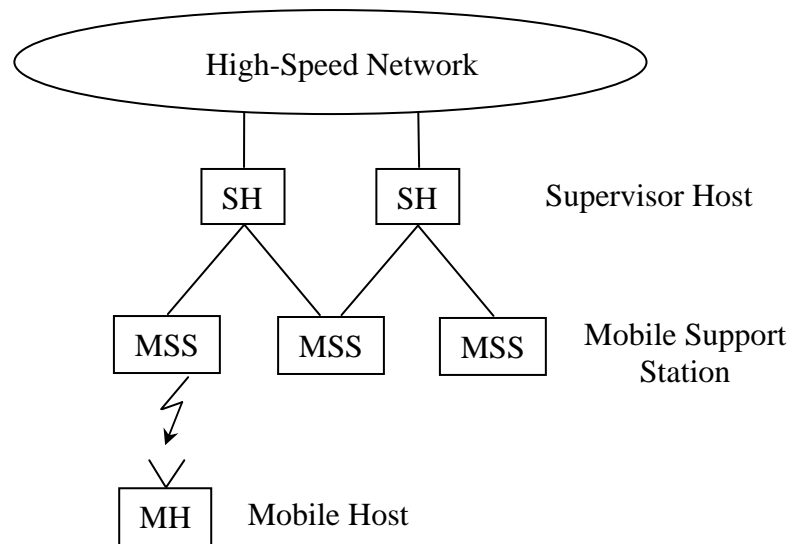 High-Speed Network
SH SH Supervisor Host
MSS MSS MSS Mobile Support
Station
MH Mobile Host